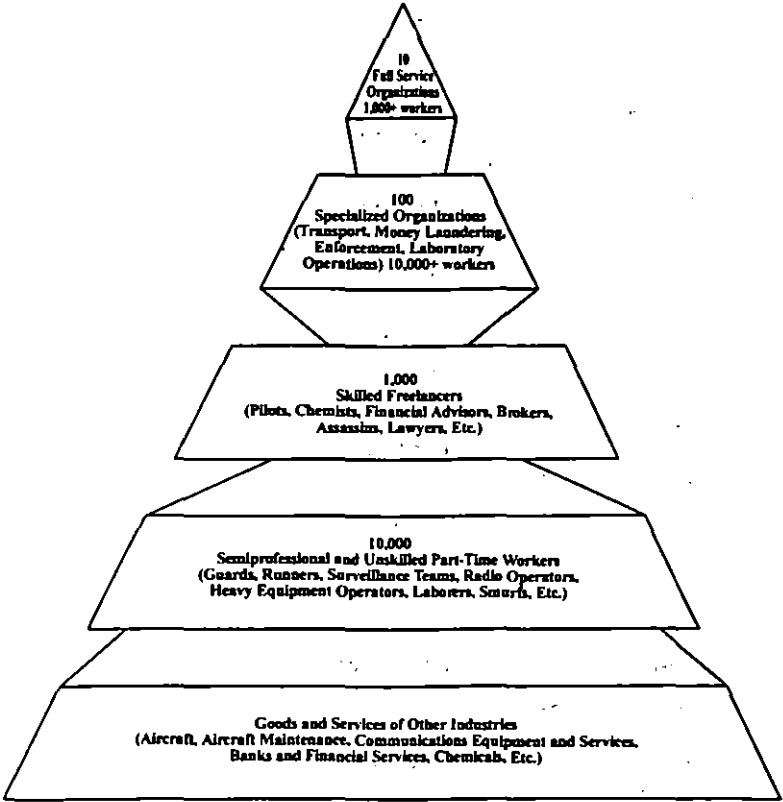 10
Full Service
Organizations
1,000+ workers
100
Specialized Organizations
(Transport, Money Laundering,
Enforcement, Laboratory
Operations) 10,000+ workers
1,000
Skilled Freelancers
(Pilots, Chemists, Financial Advisors, Brokers,
Assassins, Lawyers, Etc.)
10,000
Semiprofessional and Unskilled Part-Time Workers
(Guards, Runners, Surveillance Teams, Radio Operators,
Heavy Equipment Operators, Laborers, Smurfs, Etc.)
Goods and Services of Other Industries
(Aircraft, Aircraft Maintenance, Communications Equipment and Services,
Banks and Financial Services, Chemicals, Etc.)